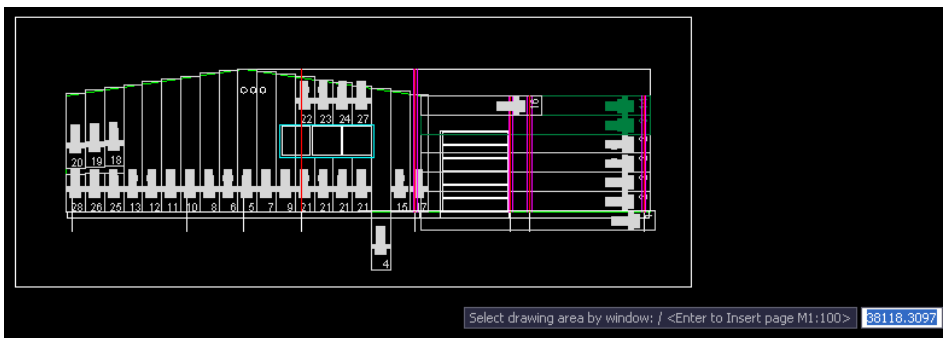 16
22 23 24 27
20 19 18
28 26 25 13 12 11 10 8 6 5 7 9 21 21 21 21 15 17
4
Select drawing area by window: / <Enter to Insert page M1:100> 38118.3097